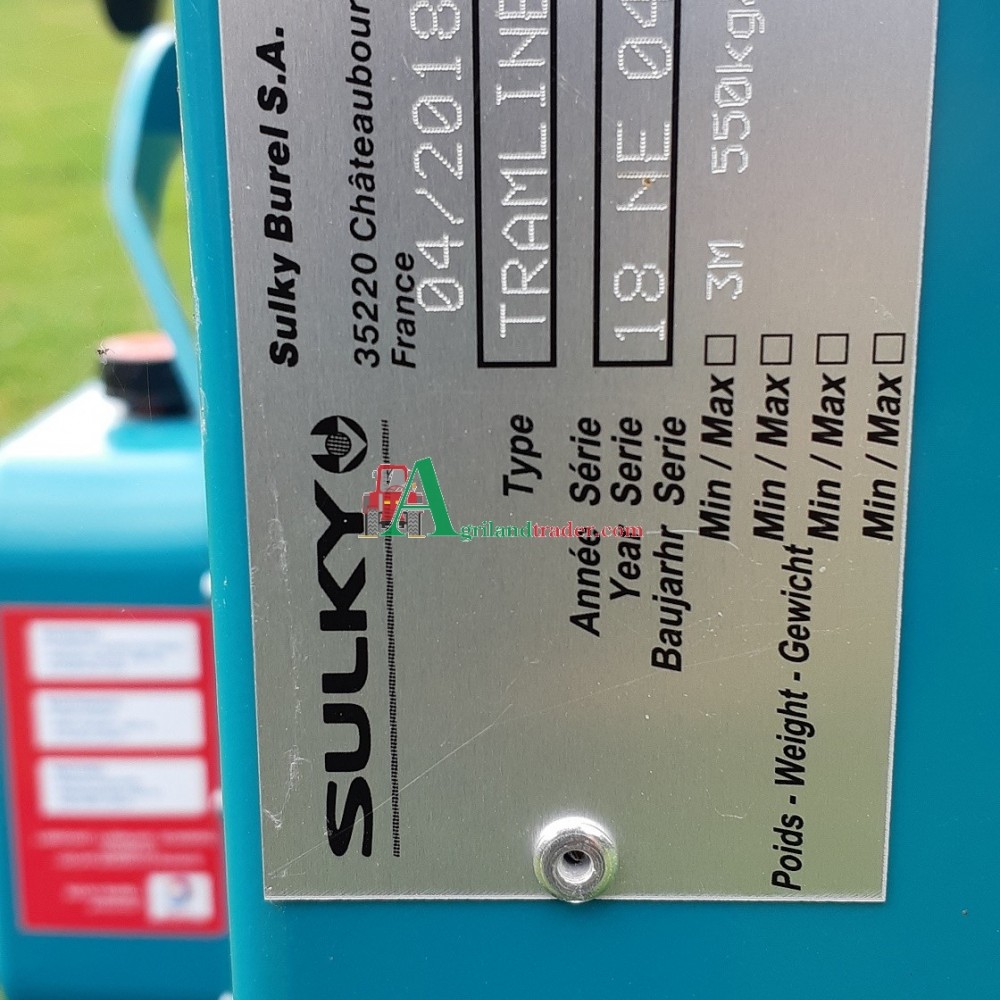 SULKY
Sulky Burel S.A.
35220 Châteaubour
France
04/2018
Type TRAMLINE
Année Série
Year Serie
Baujarhr Serie
18 NE 04
Min / Max 3M 550kg
Min / Max
Poids - Weight - Gewicht
Min / Max
Min / Max
Agrilandtrader.com